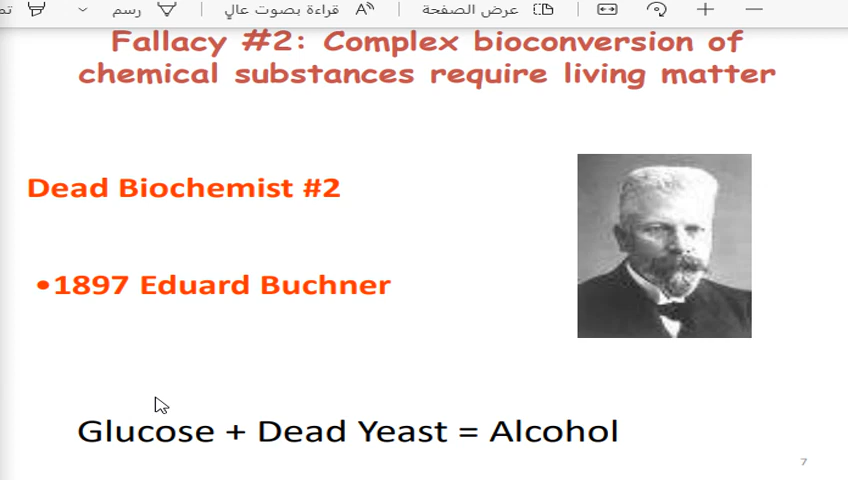 رسم
قراءة بصوت عالٍ
عرض الصفحة
Fallacy #2: Complex bioconversion of
chemical substances require living matter
Dead Biochemist #2
•1897 Eduard Buchner
Glucose + Dead Yeast = Alcohol
7